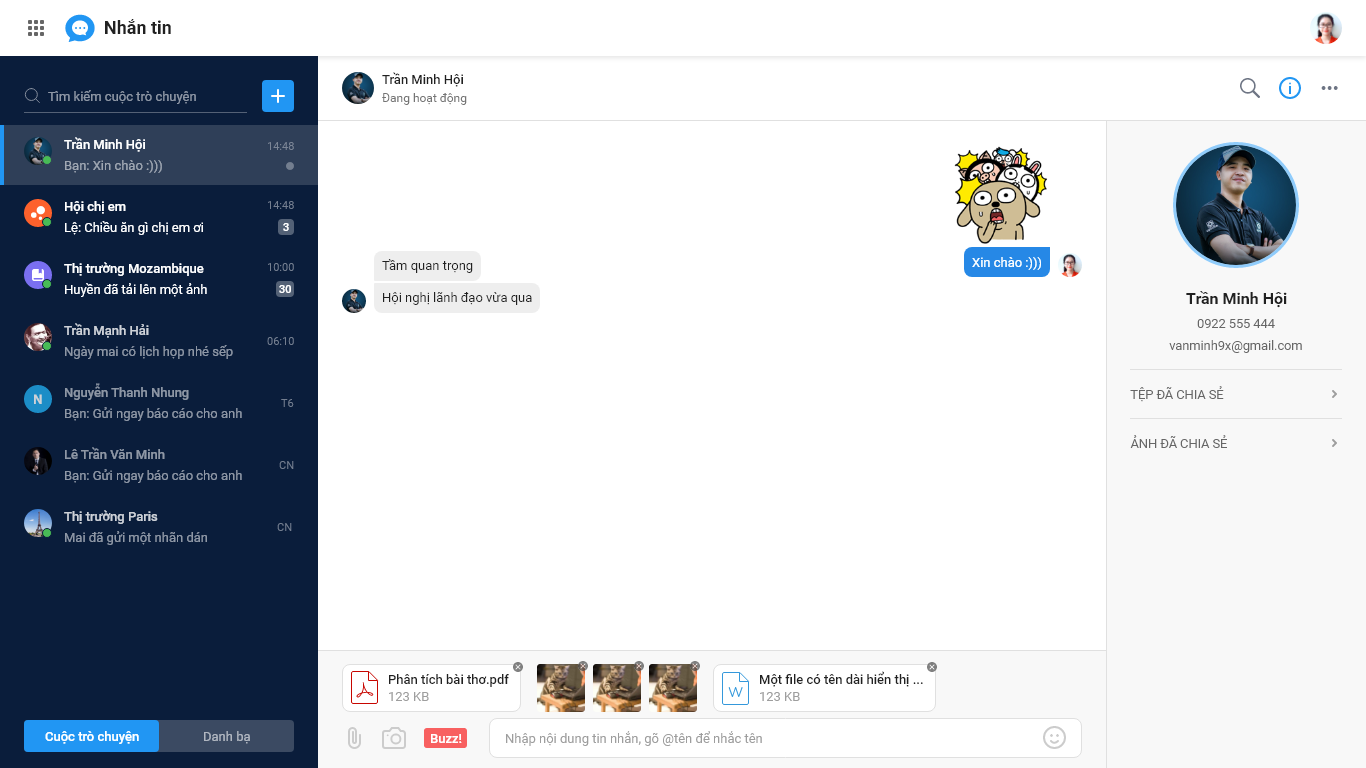 Nhắn tin
Tìm kiếm cuộc trò chuyện
Trần Minh Hội
14:48
Bạn: Xin chào :)))
Hội chị em
14:48
Lệ: Chiều ăn gì chị em ơi
3
Thị trường Mozambique
10:00
Huyền đã tải lên một ảnh
30
Trần Mạnh Hải
Ngày mai có lịch họp nhé sếp
06:10
N
Nguyễn Thanh Nhung
Bạn: Gửi ngay báo cáo cho anh
T6
Lê Trần Văn Minh
Bạn: Gửi ngay báo cáo cho anh
CN
Thị trường Paris
Mai đã gửi một nhãn dán
CN
Cuộc trò chuyện
Danh bạ
Trần Minh Hội
Đang hoạt động
Xin chào :)))
Tầm quan trọng
Hội nghị lãnh đạo vừa qua
Phân tích bài thơ.pdf
123 KB
W
Một file có tên dài hiển thị ...
123 KB
Buzz!
Nhập nội dung tin nhắn, gõ @tên để nhắc tên
Trần Minh Hội
0922 555 444
vanminh9x@gmail.com
TỆP ĐÃ CHIA SẺ
ẢNH ĐÃ CHIA SẺ